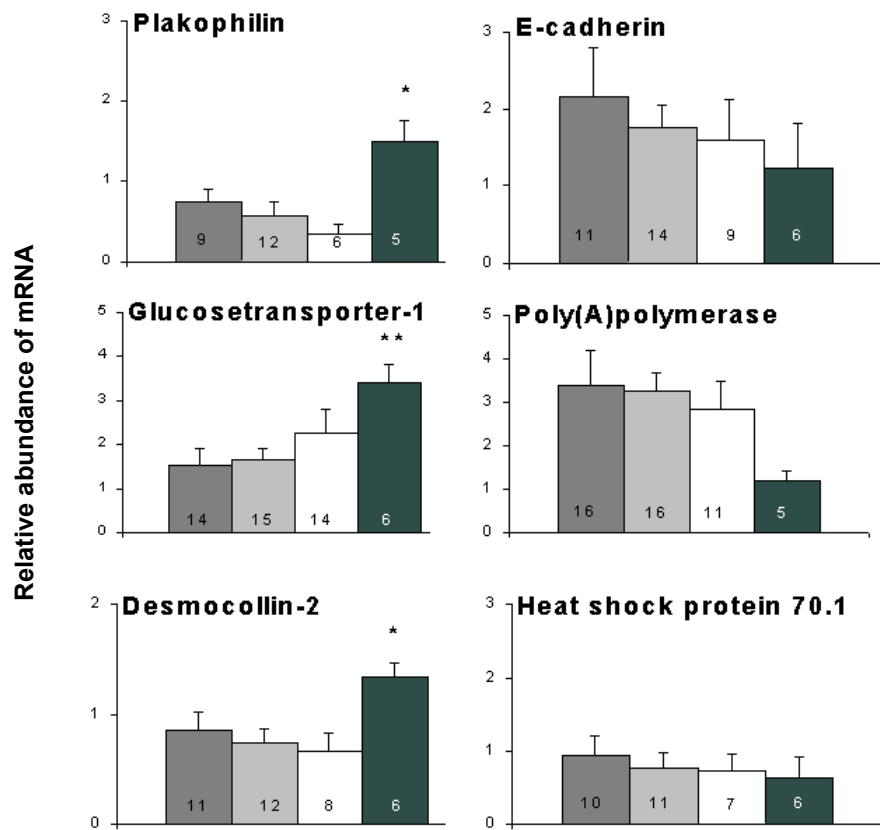 Relative abundance of mRNA
Plakophilin
3
2
1
0
*
9 12 6 5
E-cadherin
3
2
1
0
11 14 9 6
Glucosetransporter-1
5
4
3
2
1
0
**
14 15 14 6
Poly(A)polymerase
5
4
3
2
1
0
16 16 11 5
Desmocollin-2
2
1
0
*
11 12 8 6
Heat shock protein 70.1
3
2
1
0
10 11 7 6